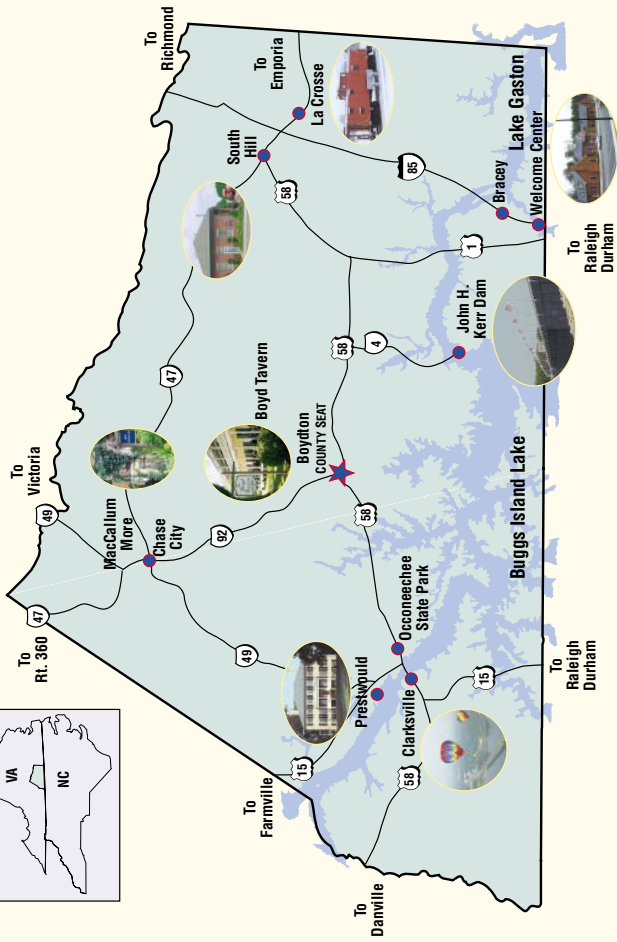 VA
NC
To
Rt. 360
47
To
Victoria
49
MacCallum
More
Chase
City
47
92
49
To
Farmville
15
Prestwould
Boyd Tavern
Boydton
COUNTY SEAT
58
Occoneechee
State Park
Clarksville
58
To
Danville
15
To
Raleigh
Durham
Buggs Island Lake
58
4
John H.
Kerr Dam
1
To
Raleigh
Durham
Welcome Center
Bracey
Lake Gaston
85
58
South
Hill
La Crosse
To
Emporia
To
Richmond